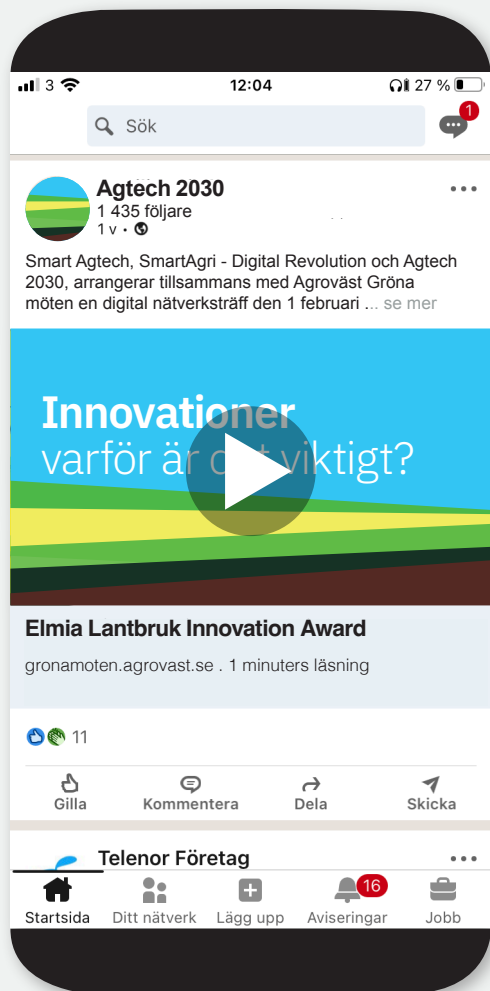 3 12:04 27 %
Sök 1
Agtech 2030
1 435 följare
1 v •
Smart Agtech, SmartAgri - Digital Revolution och Agtech
2030, arrangerar tillsammans med Agroväst Gröna
möten en digital nätverksträff den 1 februari ... se mer
Innovationer
varför är det viktigt?
Elmia Lantbruk Innovation Award
gronamoten.agrovast.se . 1 minuters läsning
11
Gilla Kommentera Dela Skicka
Telenor Företag
16
Startsida Ditt nätverk Lägg upp Aviseringar Jobb